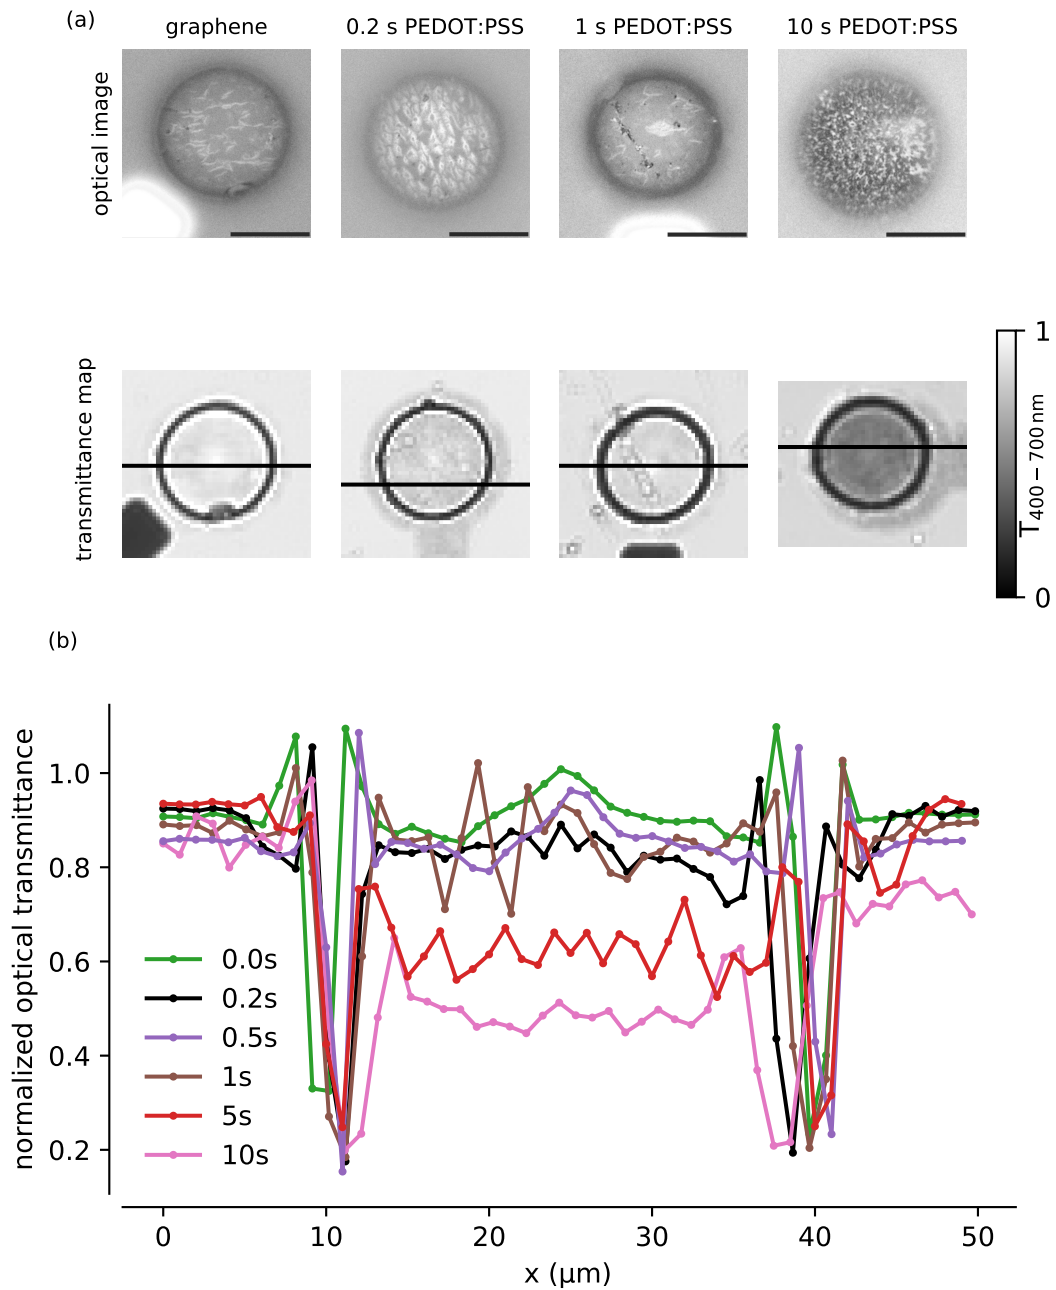 (a)
graphene 0.2 s PEDOT:PSS 1 s PEDOT:PSS 10 s PEDOT:PSS
optical image
transmittance map
1
T400−700 nm
0
(b)
normalized optical transmittance
1.0
0.8
0.6
0.4
0.2
0.0s
0.2s
0.5s
1s
5s
10s
0 10 20 30 40 50
x (μm)